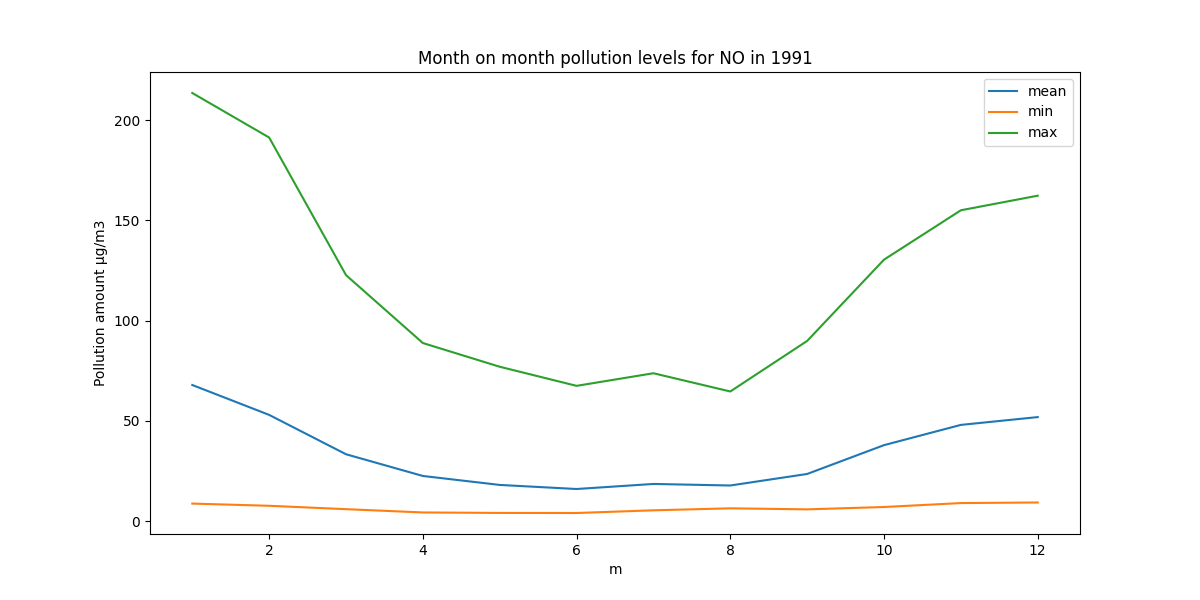 Month on month pollution levels for NO in 1991
mean
min
max
Pollution amount µg/m3
200
150
100
50
0
2 4 6 8 10 12
m